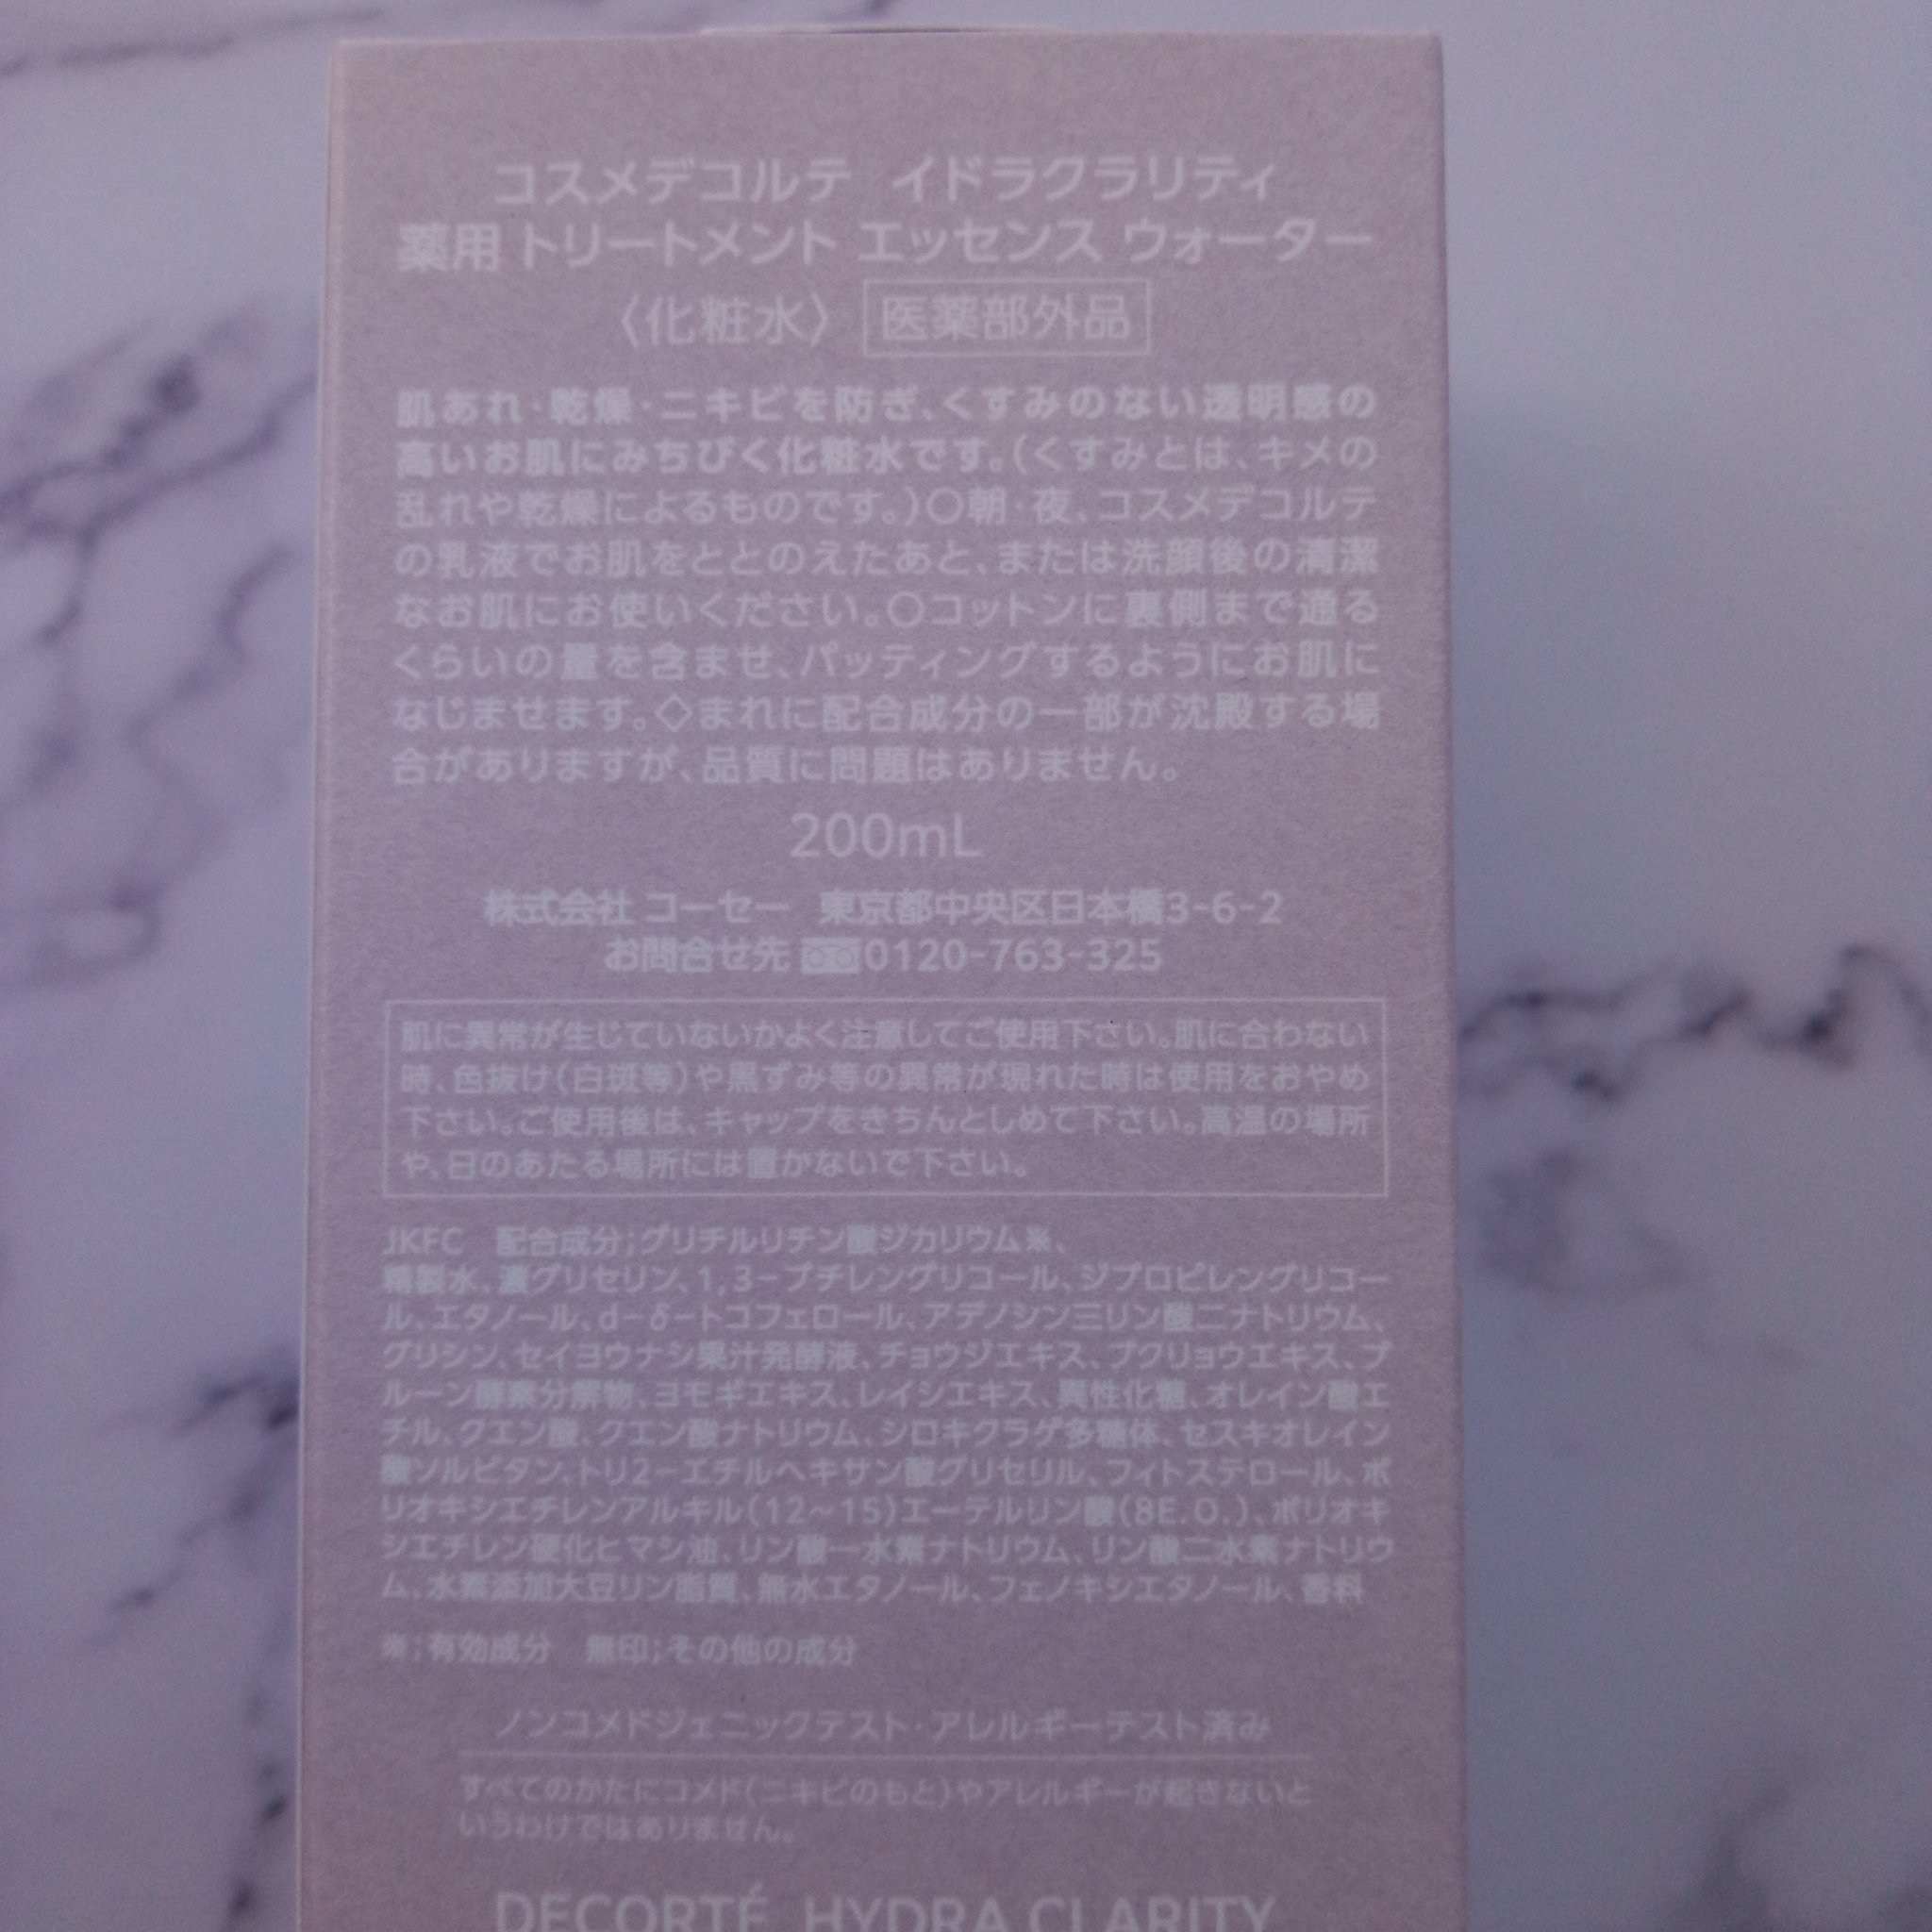 コスメデコルテ イドラクラリティ
薬用 トリートメント エッセンス ウォーター
〈化粧水〉 医薬部外品
肌あれ・乾燥・ニキビを防ぎ、くすみのない透明感の
高いお肌にみちびく化粧水です。(くすみとは、キメの
乱れや乾燥によるものです。)○朝・夜、コスメデコルテ
の乳液でお肌をととのえたあと、または洗顔後の清潔
なお肌にお使いください。○コットンに裏側まで通る
くらいの量を含ませ、パッティングするようにお肌に
なじませます。◇まれに配合成分の一部が沈殿する場
合がありますが、品質に問題はありません。
200mL
株式会社 コーセー 東京都中央区日本橋3-6-2
お問合せ先 0120-763-325
肌に異常が生じていないかよく注意してご使用下さい。肌に合わない
時、色抜け(白斑等)や黒ずみ等の異常が現れた時は使用をおやめ
下さい。ご使用後は、キャップをきちんとしめて下さい。高温の場所
や、日のあたる場所には置かないで下さい。
JKFC 配合成分;グリチルリチン酸ジカリウム※、
精製水、濃グリセリン、1,3-ブチレングリコール、ジプロピレングリコー
ル、エタノール、d-δ-トコフェロール、アデノシン三リン酸二ナトリウム、
グリシン、セイヨウナシ果汁発酵液、チョウジエキス、ブクリョウエキス、プ
ルーン酵素分解物、ヨモギエキス、レイシエキス、異性化糖、オレイン酸エ
チル、クエン酸、クエン酸ナトリウム、シロキクラゲ多糖体、セスキオレイン
酸ソルビタン、トリ2-エチルヘキサン酸グリセリル、フィトステロール、ポ
リオキシエチレンアルキル(12~15)エーテルリン酸(8E.O.)、ポリオキ
シエチレン硬化ヒマシ油、リン酸一水素ナトリウム、リン酸二水素ナトリウ
ム、水素添加大豆リン脂質、無水エタノール、フェノキシエタノール、香料
※;有効成分 無印;その他の成分
ノンコメドジェニックテスト・アレルギーテスト済み
すべてのかたにコメド(ニキビのもと)やアレルギーが起きないと
いうわけではありません。
DECORTÉ HYDRA CLARITY